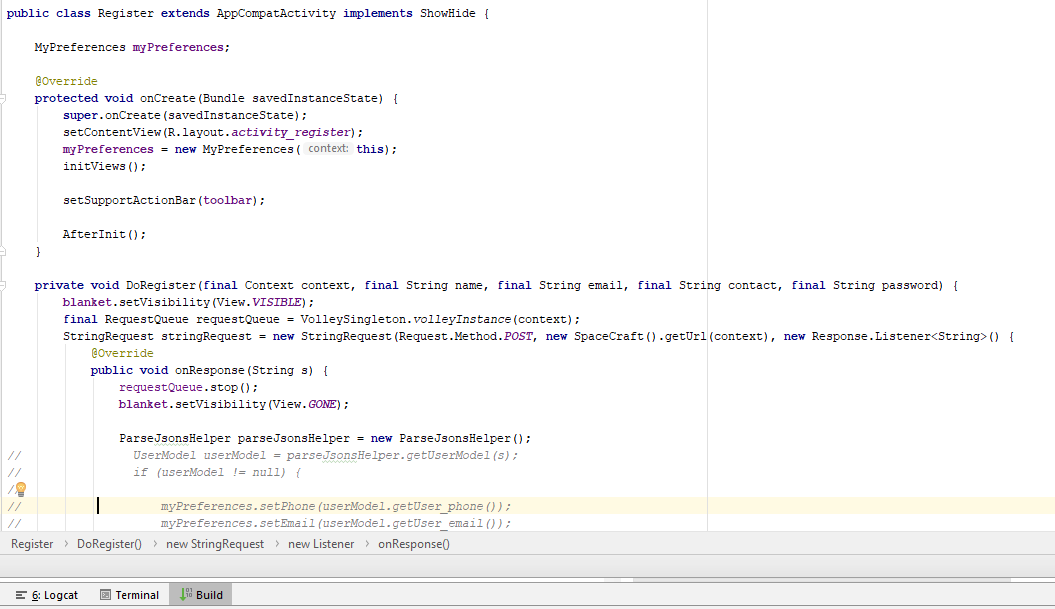 public class Register extends AppCompatActivity implements ShowHide {
MyPreferences myPreferences;
@Override
protected void onCreate(Bundle savedInstanceState) {
super.onCreate(savedInstanceState);
setContentView(R.layout.activity_register);
myPreferences = new MyPreferences( context: this);
initViews();
setSupportActionBar(toolbar);
AfterInit();
}
private void DoRegister(final Context context, final String name, final String email, final String contact, final String password) {
blanket.setVisibility(View.VISIBLE);
final RequestQueue requestQueue = VolleySingleton.volleyInstance(context);
StringRequest stringRequest = new StringRequest(Request.Method.POST, new SpaceCraft().getUrl(context), new Response.Listener<String>() {
@Override
public void onResponse(String s) {
requestQueue.stop();
blanket.setVisibility(View.GONE);
ParseJsonsHelper parseJsonsHelper = new ParseJsonsHelper();
// UserModel userModel = parseJsonsHelper.getUserModel(s);
// if (userModel != null) {
//
// myPreferences.setPhone(userModel.getUser_phone());
// myPreferences.setEmail(userModel.getUser_email());
Register > DoRegister() > new StringRequest > new Listener > onResponse()
6: Logcat Terminal Build